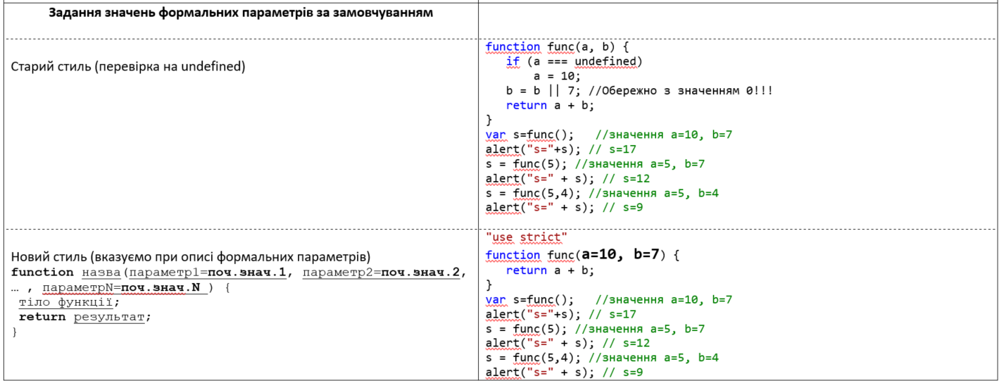 Задання значень формальних параметрів за замовчуванням
Старий стиль (перевірка на undefined)
function func(a, b) {
if (a === undefined)
a = 10;
b = b || 7; //Обережно з значенням 0!!!
return a + b;
}
var s=func(); //значення a=10, b=7
alert("s="+s); // s=17
s = func(5); //значення a=5, b=7
alert("s=" + s); // s=12
s = func(5,4); //значення a=5, b=4
alert("s=" + s); // s=9
Новий стиль (вказуємо при описі формальних параметрів)
function назва(параметр1=поч.знач.1, параметр2=поч.знач.2,
… , параметрN=поч.знач.N ) {
тіло функції;
return результат;
}
"use strict"
function func(a=10, b=7) {
return a + b;
}
var s=func(); //значення a=10, b=7
alert("s="+s); // s=17
s = func(5); //значення a=5, b=7
alert("s=" + s); // s=12
s = func(5,4); //значення a=5, b=4
alert("s=" + s); // s=9